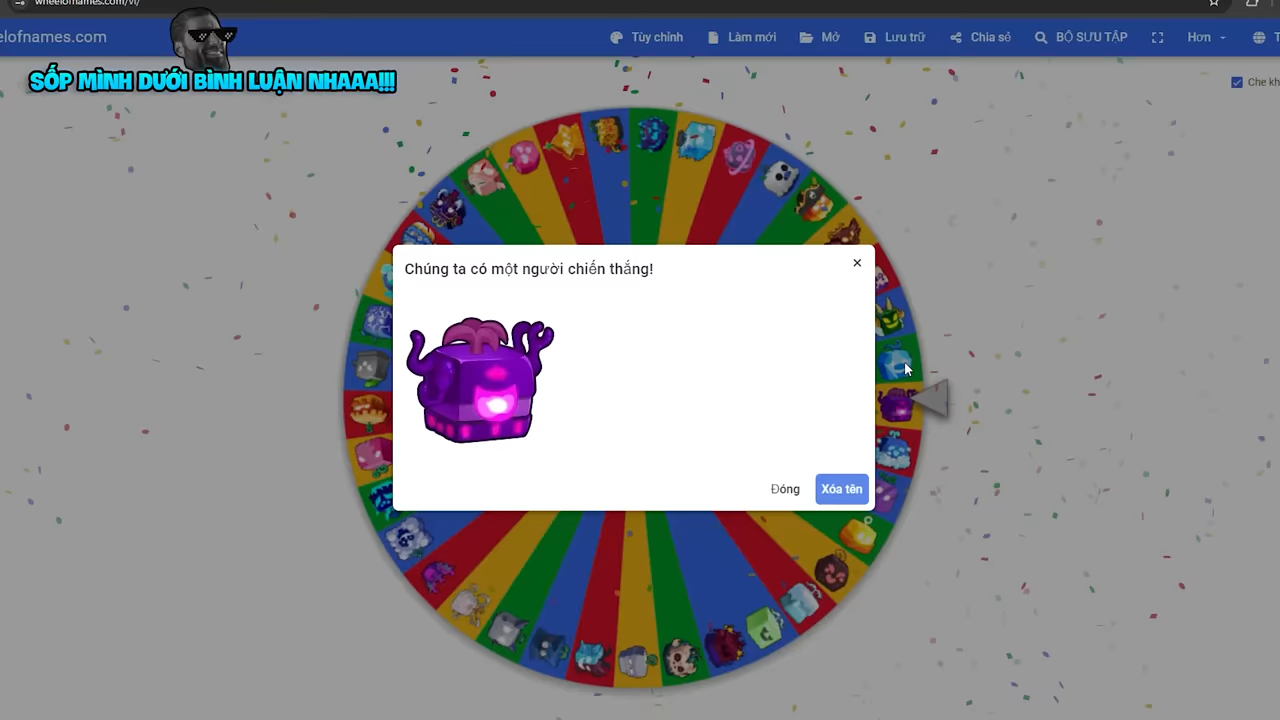 wheelofnames.com/vi/
elofnames.com
Tùy chỉnh
Làm mới
Mở
Lưu trữ
Chia sẻ
BỘ SƯU TẬP
Hơn
SỐP MÌNH DƯỚI BÌNH LUẬN NHAAA!!!
Che kh
Chúng ta có một người chiến thắng!
Đóng
Xóa tên